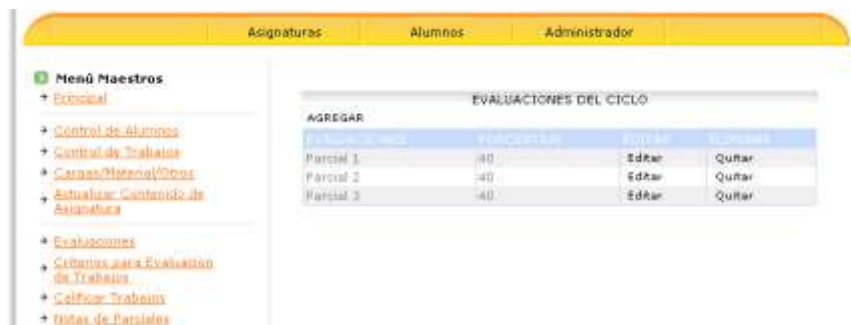 Asignaturas Alumnos Administrador
Menú Maestros
Principal
Control de Alumnos
Control de Trabajos
Cargas/Material/Otros
Actualizar Contenido de
Asignatura
Evaluaciones
Criterios para Evaluacion
de Trabajos
Calificar Trabajos
Notas de Parciales
EVALUACIONES DEL CICLO
AGREGAR
EVALUACIONES PORCENTAJE EDITAR ELIMINAR
Parcial 1 40 Editar Quitar
Parcial 2 40 Editar Quitar
Parcial 3 40 Editar Quitar